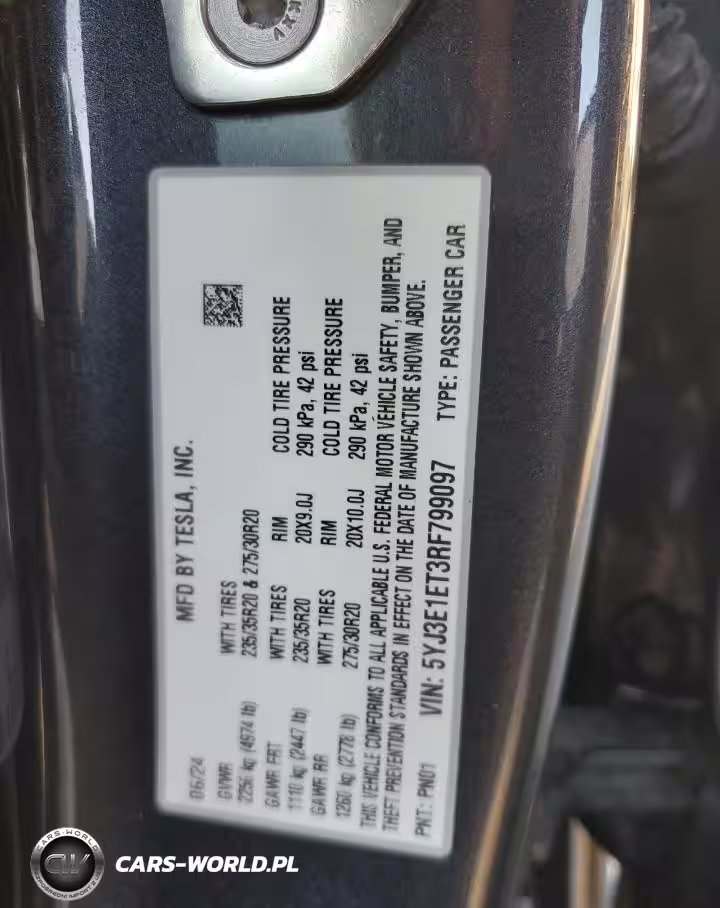 MFD BY TESLA, INC.
06/24
GVWR WITH TIRES
2256 kg (4974 lb) 235/35R20 & 275/30R20
GAWR FRT WITH TIRES RIM COLD TIRE PRESSURE
1110 kg (2447 lb) 235/35R20 20X9.0J 290 kPa, 42 psi
GAWR RR WITH TIRES RIM COLD TIRE PRESSURE
1260 kg (2778 lb) 275/30R20 20X10.0J 290 kPa, 42 psi
THIS VEHICLE CONFORMS TO ALL APPLICABLE U.S. FEDERAL MOTOR VEHICLE SAFETY, BUMPER, AND
THEFT PREVENTION STANDARDS IN EFFECT ON THE DATE OF MANUFACTURE SHOWN ABOVE.
VIN: 5YJ3E1ET3RF799097 TYPE: PASSENGER CAR
PNT: PN01
CARS-WORLD
CW
CARS-WORLD.PL